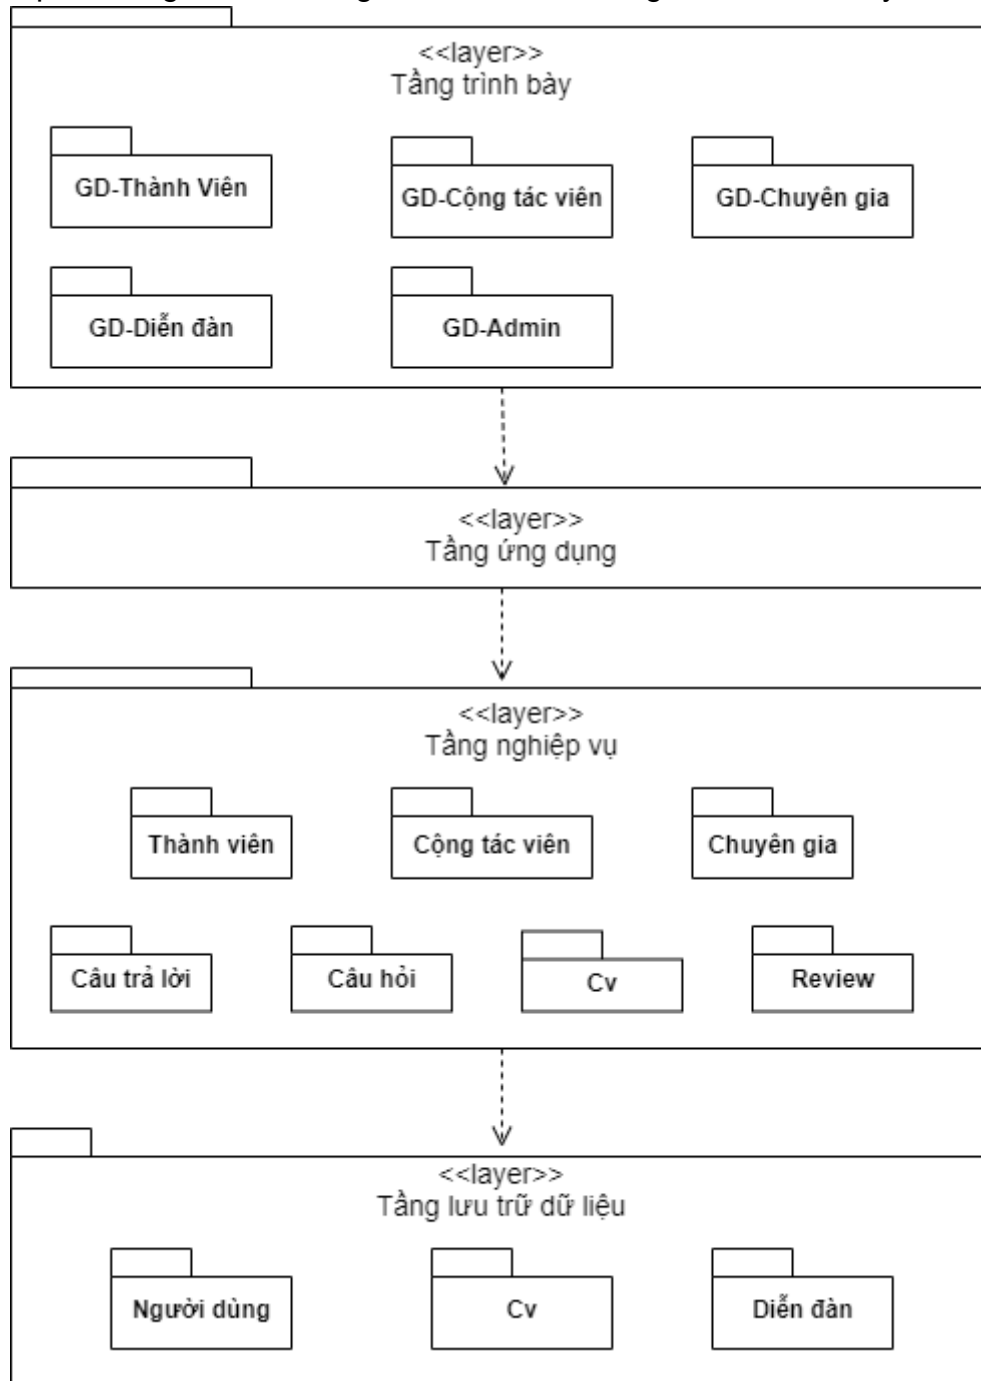 <<layer>>
Tầng trình bày
GD-Thành Viên
GD-Cộng tác viên
GD-Chuyên gia
GD-Diễn đàn
GD-Admin
<<layer>>
Tầng ứng dụng
<<layer>>
Tầng nghiệp vụ
Thành viên
Cộng tác viên
Chuyên gia
Câu trả lời
Câu hỏi
Cv
Review
<<layer>>
Tầng lưu trữ dữ liệu
Người dùng
Cv
Diễn đàn